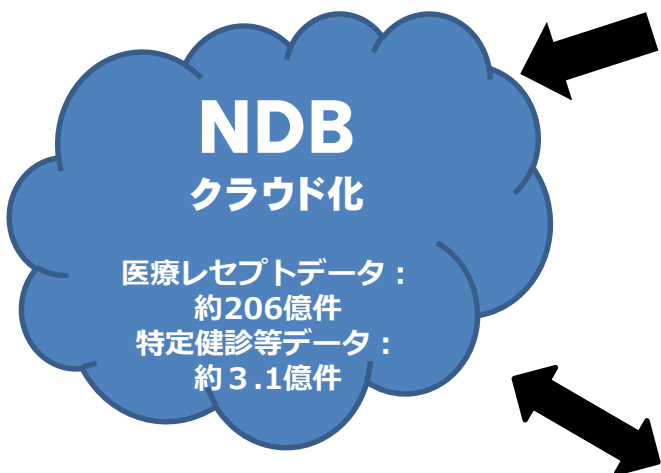 NDB
クラウド化
医療レセプトデータ：
約206億件
特定健診等データ：
約３.1億件